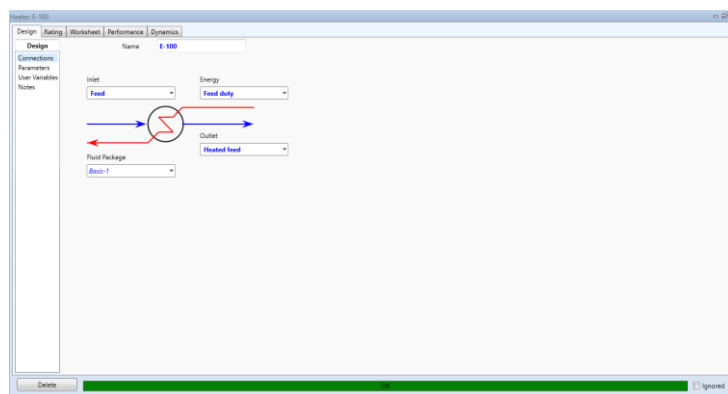 Heater: E-100
Design Rating Worksheet Performance Dynamics
Design
Connections
Parameters
User Variables
Notes
Name E-100
Inlet Energy
Feed Feed duty
Outlet
Heated feed
Fluid Package
Basis-1
Delete OK Ignored